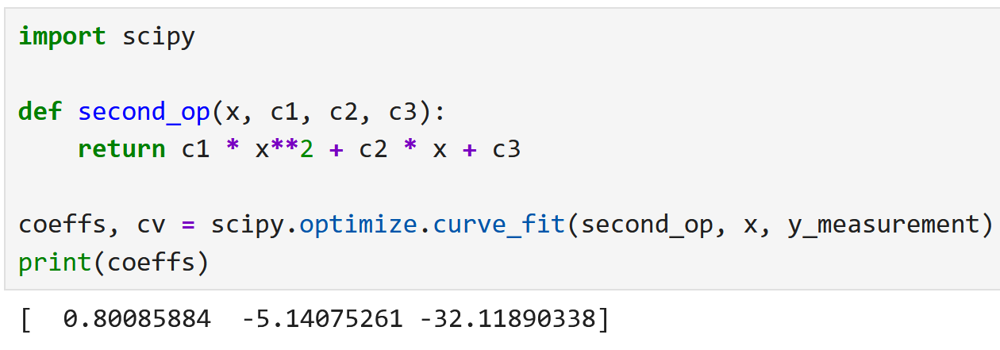 import scipy
def second_op(x, c1, c2, c3):
    return c1 * x**2 + c2 * x + c3
coeffs, cv = scipy.optimize.curve_fit(second_op, x, y_measurement)
print(coeffs)
[  0.80085884  -5.14075261 -32.11890338]